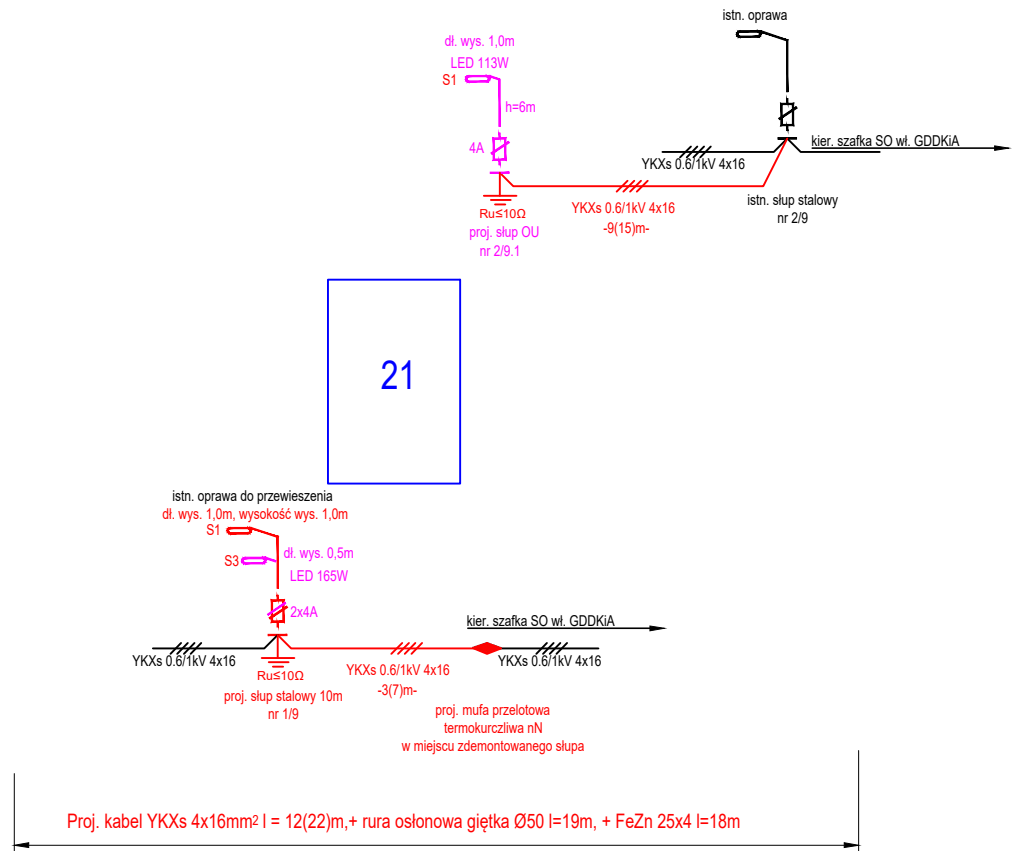 istn. oprawa
dł. wys. 1,0m
LED 113W
S1
h=6m
4A
kier. szafka SO wł. GDDKiA
YKXs 0.6/1kV 4x16
YKXs 0.6/1kV 4x16
-9(15)m-
istn. słup stalowy
nr 2/9
Ru≤10Ω
proj. słup OU
nr 2/9.1
21
istn. oprawa do przewieszenia
dł. wys. 1,0m, wysokość wys. 1,0m
S1
S3
dł. wys. 0,5m
LED 165W
2x4A
kier. szafka SO wł. GDDKiA
YKXs 0.6/1kV 4x16
YKXs 0.6/1kV 4x16
-3(7)m-
YKXs 0.6/1kV 4x16
Ru≤10Ω
proj. słup stalowy 10m
nr 1/9
proj. mufa przelotowa
termokurczliwa nN
w miejscu zdemontowanego słupa
Proj. kabel YKXs 4x16mm² l = 12(22)m,+ rura osłonowa giętka Ø50 l=19m, + FeZn 25x4 l=18m